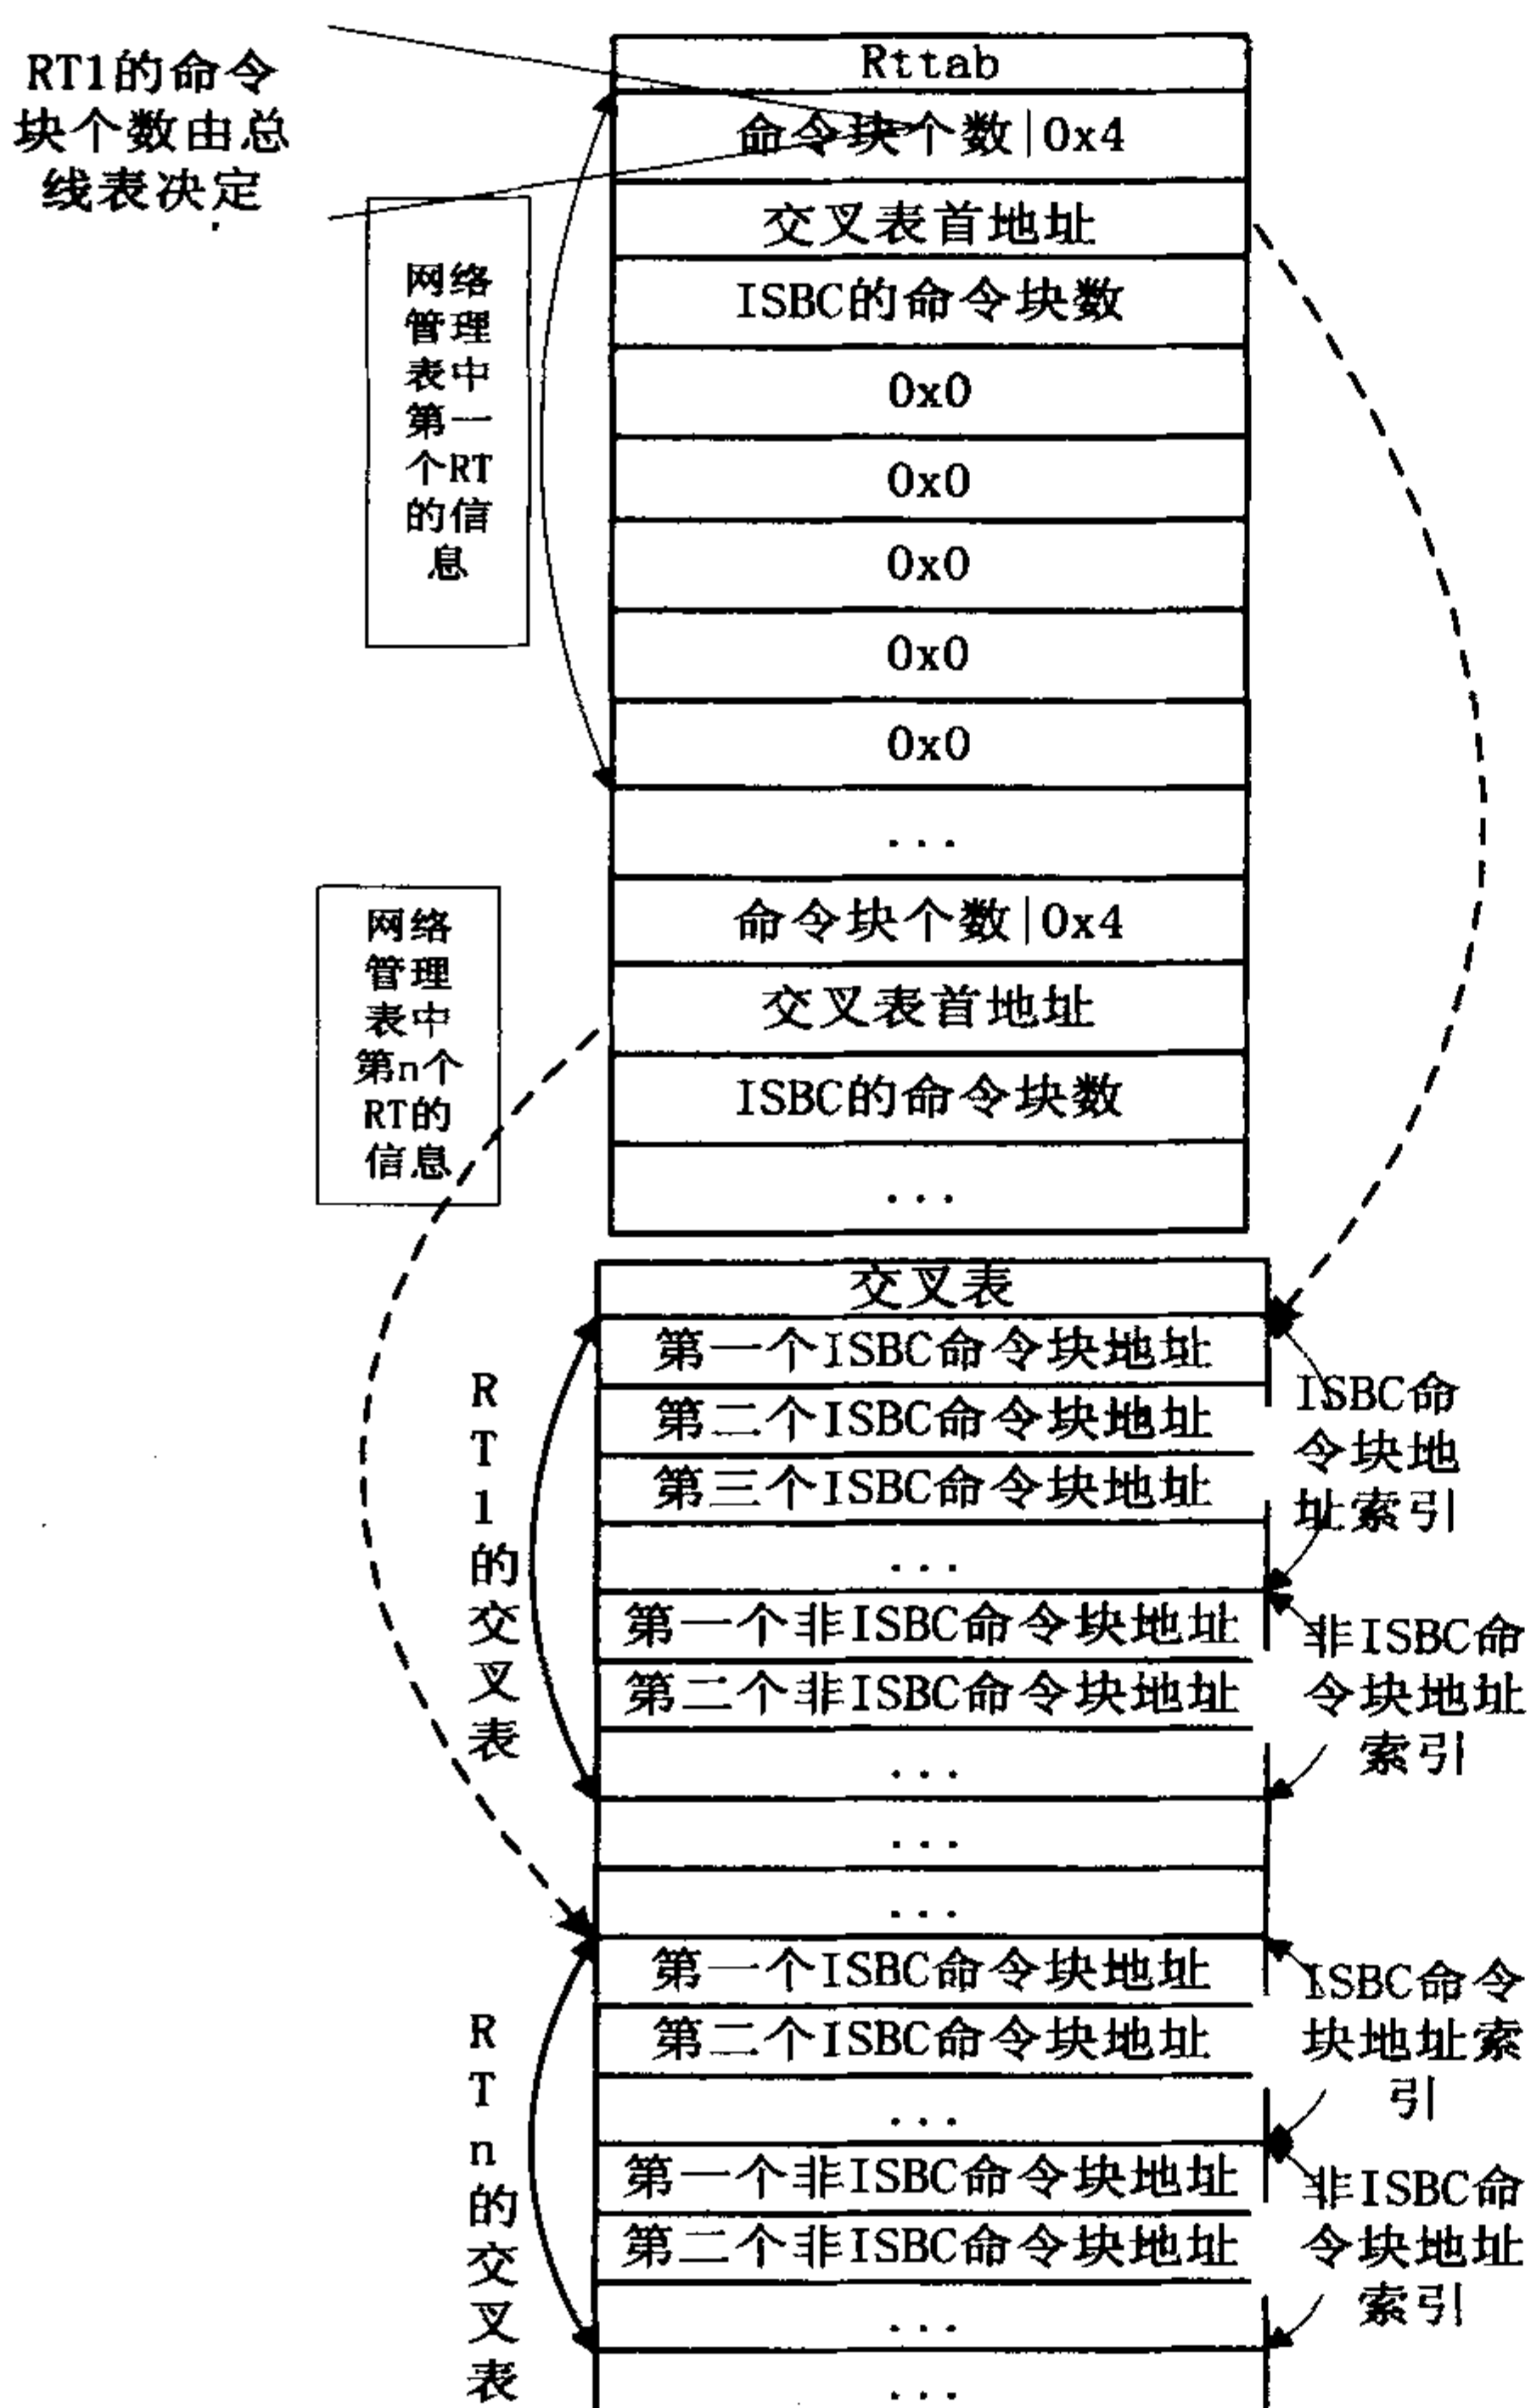 RT1的命令
块个数由总
线表决定
Rttab
命令块个数|0x4
交叉表首地址
ISBC的命令块数
0x0
0x0
0x0
0x0
0x0
...
命令块个数|0x4
交叉表首地址
ISBC的命令块数
...
网络
管理
表中
第一
个RT
的信
息
网络
管理
表中
第n个
RT的
信息
交叉表
第一个ISBC命令块地址
第二个ISBC命令块地址
第三个ISBC命令块地址
...
第一个非ISBC命令块地址
第二个非ISBC命令块地址
...
...
...
第一个ISBC命令块地址
第二个ISBC命令块地址
...
第一个非ISBC命令块地址
第二个非ISBC命令块地址
...
...
R
T
1
的
交
叉
表
R
T
n
的
交
叉
表
ISBC命
令块地
址索引
非ISBC命
令块地址
索引
ISBC命令
块地址索
引
非ISBC命
令块地址
索引